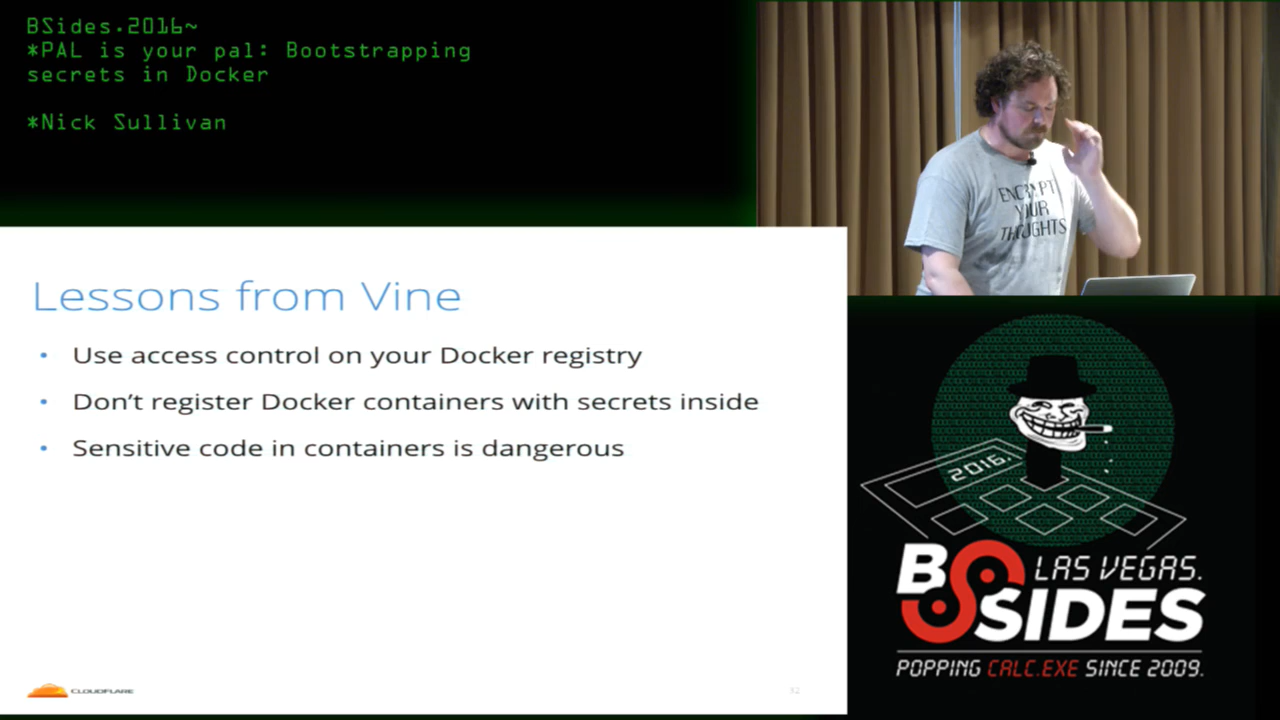 BSides.2016~
*PAL is your pal: Bootstrapping
secrets in Docker
*Nick Sullivan
ENCRYPT
YOUR
THOUGHTS
Lessons from Vine
• Use access control on your Docker registry
• Don’t register Docker containers with secrets inside
• Sensitive code in containers is dangerous
CLOUDFLARE
32
2016.
BSIDES
LAS VEGAS.
POPPING CALC.EXE SINCE 2009.